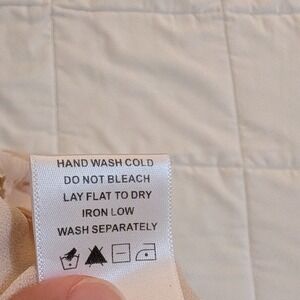 HAND WASH COLD
DO NOT BLEACH
LAY FLAT TO DRY
IRON LOW
WASH SEPARATELY